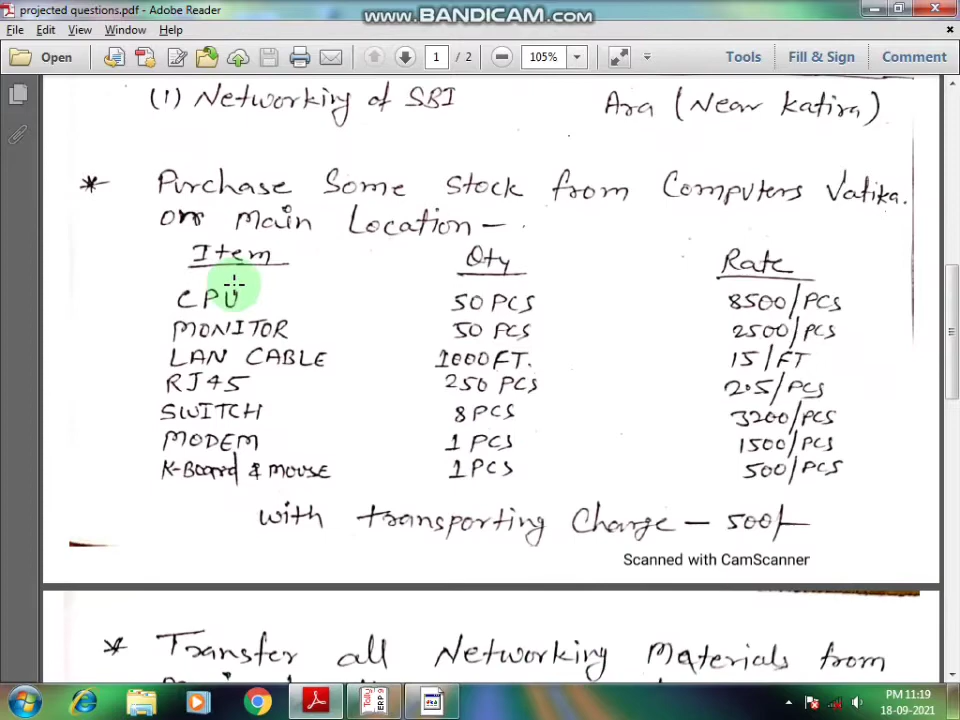 projected questions.pdf - Adobe Reader
WWW.BANDICAM.COM
File Edit View Window Help
Open 1 / 2 105% Tools Fill & Sign Comment
(1) Networking of SBI Ara (Near Katira)
* Purchase Some Stock from Computers Vatika.
on Main Location - .
Item Qty Rate
CPU 50 PCS 8500/PCS
MONITOR 50 PCS 2500/PCS
LAN CABLE 1000 FT. 15/FT
RJ45 250 PCS 2.5/PCS
SWITCH 8 PCS 3200/PCS
MODEM 1 PCS 1500/PCS
K-Board & Mouse 1 PCS 500/PCS
with transporting Charge - 500/-
Scanned with CamScanner
* Transfer all Networking Materials from
Tally
ERP 9
PM 11:19
18-09-2021